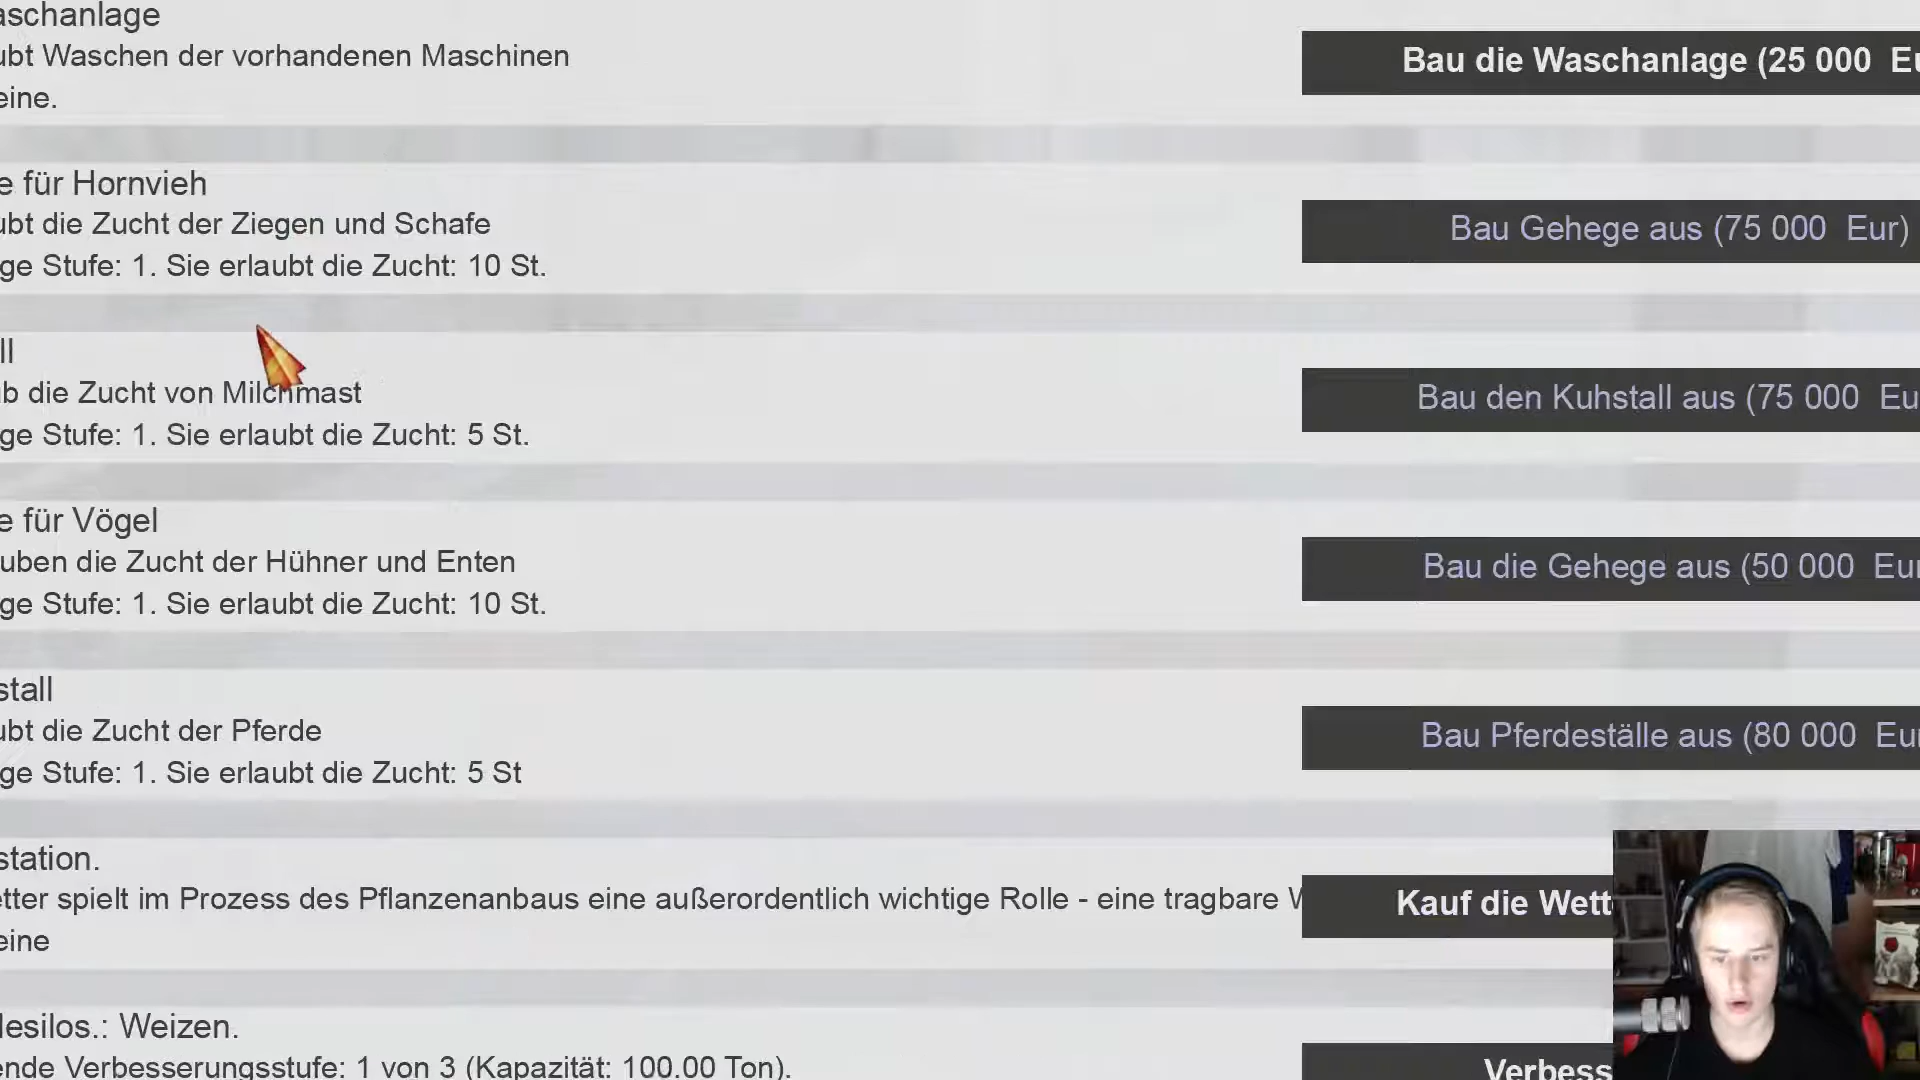 aschanlage
ubt Waschen der vorhandenen Maschinen
Bau die Waschanlage (25 000 Eu
eine.
e für Hornvieh
ubt die Zucht der Ziegen und Schafe
Bau Gehege aus (75 000 Eur)
ge Stufe: 1. Sie erlaubt die Zucht: 10 St.
ll
b die Zucht von Milchmast
Bau den Kuhstall aus (75 000 Eu
ge Stufe: 1. Sie erlaubt die Zucht: 5 St.
e für Vögel
uben die Zucht der Hühner und Enten
Bau die Gehege aus (50 000 Eur
ge Stufe: 1. Sie erlaubt die Zucht: 10 St.
stall
ubt die Zucht der Pferde
Bau Pferdeställe aus (80 000 Eur
ge Stufe: 1. Sie erlaubt die Zucht: 5 St
station.
etter spielt im Prozess des Pflanzenanbaus eine außerordentlich wichtige Rolle - eine tragbare W
Kauf die Wett
eine
desilos.: Weizen.
ende Verbesserungsstufe: 1 von 3 (Kapazität: 100.00 Ton).
Verbess